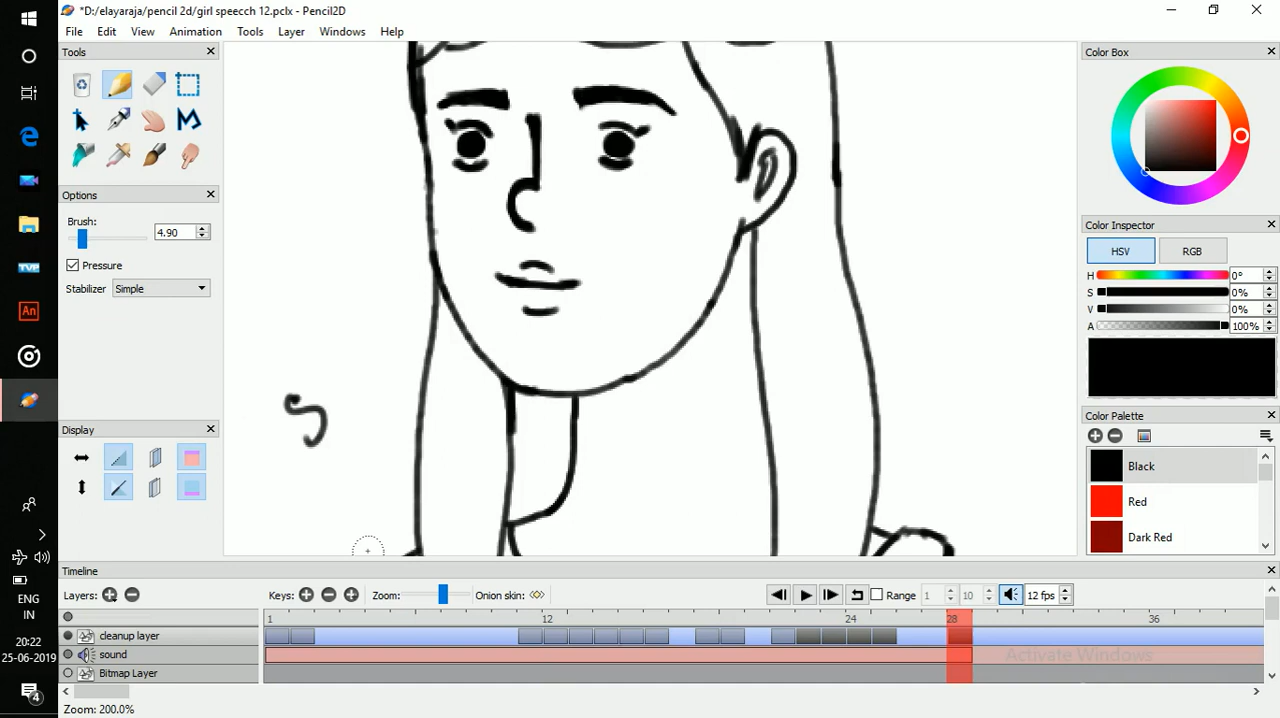 *D:/elayaraja/pencil 2d/girl speecch 12.pclx - Pencil2D
File Edit View Animation Tools Layer Windows Help
Tools
Options
Brush:
4.90
Pressure
Stabilizer Simple
Display
S
Color Box
Color Inspector
HSV RGB
H 0°
S 0%
V 0%
A 100%
Color Palette
Black
Red
Dark Red
Timeline
Layers: Keys: Zoom: Onion skin: Range 1 10 12 fps
1 12 24 28 36
cleanup layer
sound
Bitmap Layer
Activate Windows
Zoom: 200.0%
TVP
An
ENG
IN
20:22
25-06-2019
4